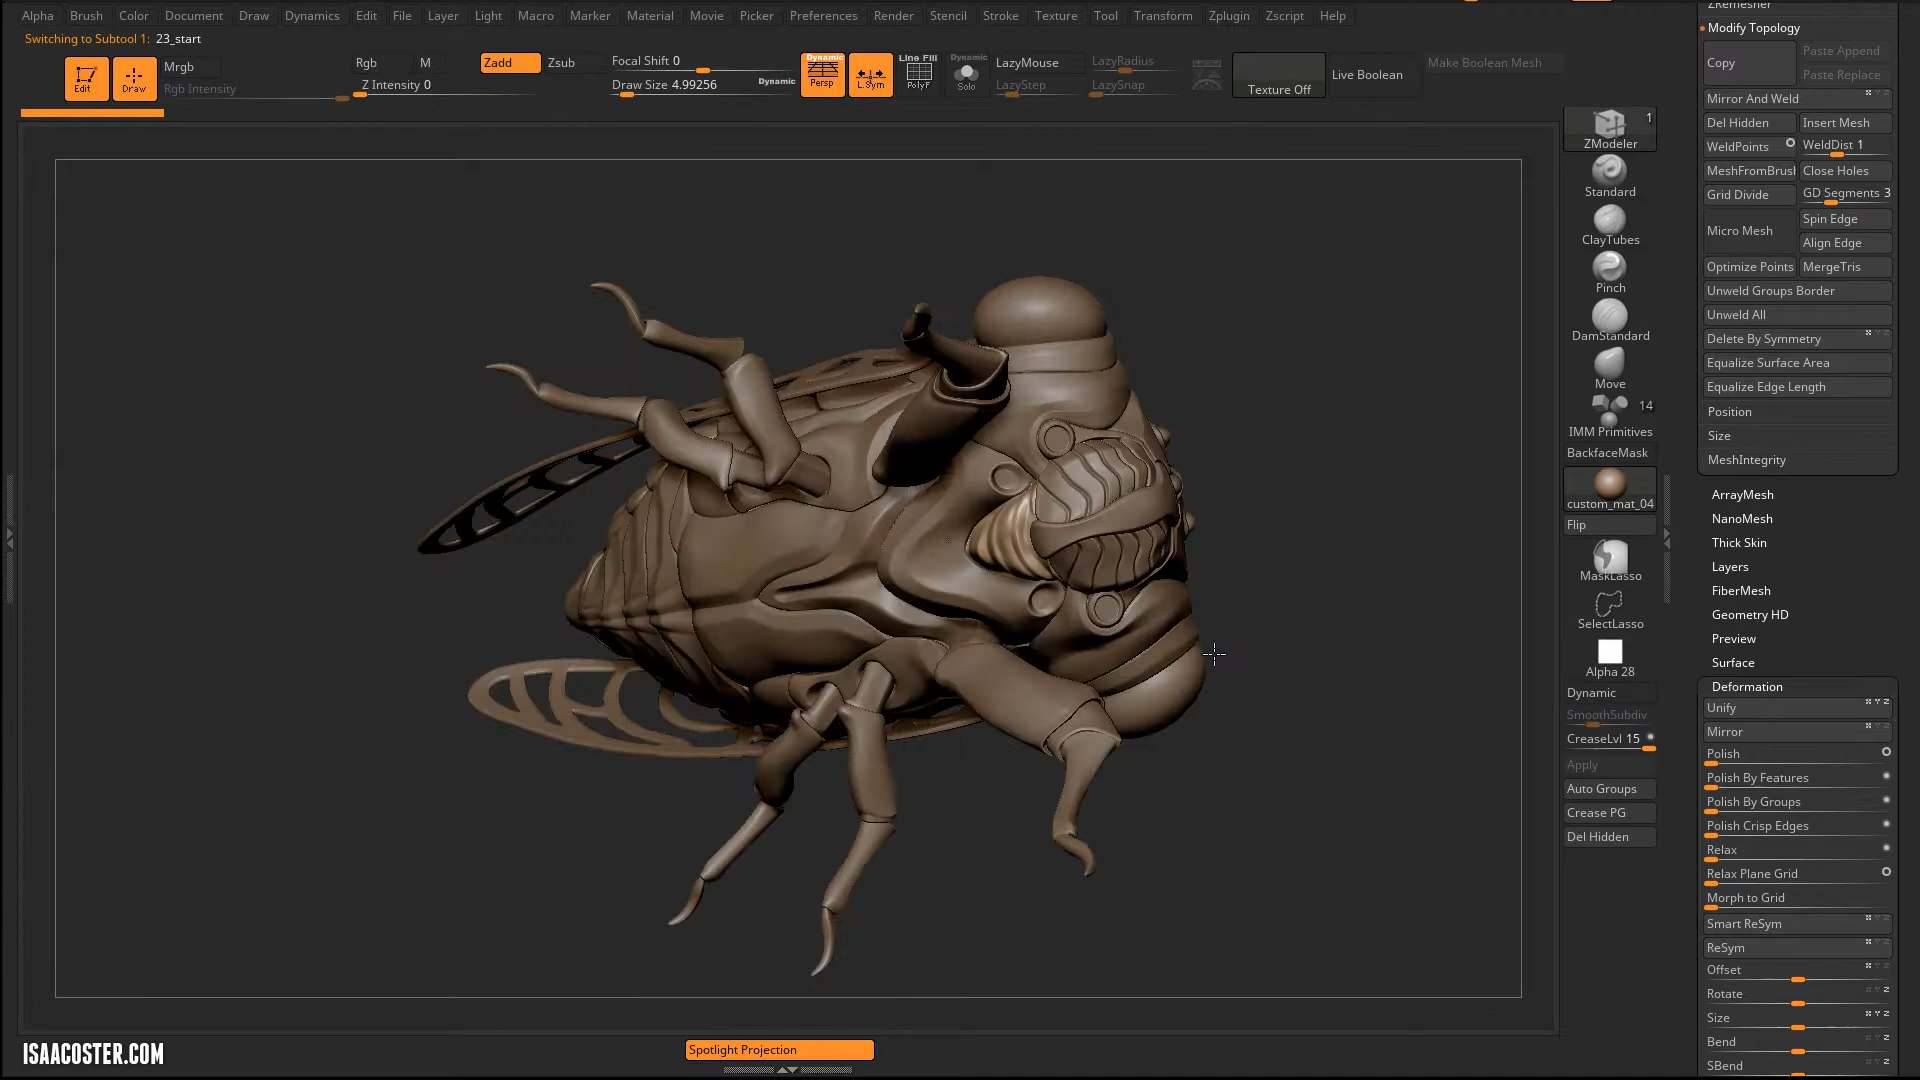 Alpha Brush Color Document Draw Dynamics Edit File Layer Light Macro Marker Material Movie Picker Preferences Render Stencil Stroke Texture Tool Transform Zplugin Zscript Help
Switching to Subtool 1: 23_start
Edit
Draw
Mrgb
Rgb Intensity
Rgb
M
Z Intensity 0
Zadd
Zsub
Focal Shift 0
Draw Size 4.99256
Dynamic
Dynamic
Persp
L.Sym
Line Fill
PolyF
Dynamic
Solo
LazyMouse
LazyStep
LazyRadius
LazySnap
Texture Off
Live Boolean
Make Boolean Mesh
1
ZModeler
Standard
ClayTubes
Pinch
DamStandard
Move
14
IMM Primitives
BackfaceMask
custom_mat_04
Flip
MaskLasso
SelectLasso
Alpha 28
Dynamic
SmoothSubdiv
CreaseLvl 15
Apply
Auto Groups
Crease PG
Del Hidden
ZRemesher
Modify Topology
Copy
Paste Append
Paste Replace
Mirror And Weld
Del Hidden
Insert Mesh
WeldPoints
WeldDist 1
MeshFromBrus
Close Holes
Grid Divide
GD Segments 3
Micro Mesh
Spin Edge
Align Edge
Optimize Points
MergeTris
Unweld Groups Border
Unweld All
Delete By Symmetry
Equalize Surface Area
Equalize Edge Length
Position
Size
MeshIntegrity
ArrayMesh
NanoMesh
Thick Skin
Layers
FiberMesh
Geometry HD
Preview
Surface
Deformation
Unify
Mirror
Polish
Polish By Features
Polish By Groups
Polish Crisp Edges
Relax
Relax Plane Grid
Morph to Grid
Smart ReSym
ReSym
Offset
Rotate
Size
Bend
SBend
ISAACOSTER.COM
Spotlight Projection